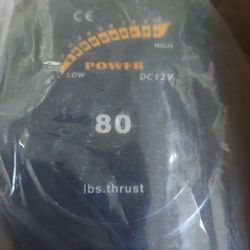 CE
HIGH
POWER
LOW DC12V
80
lbs.thrust